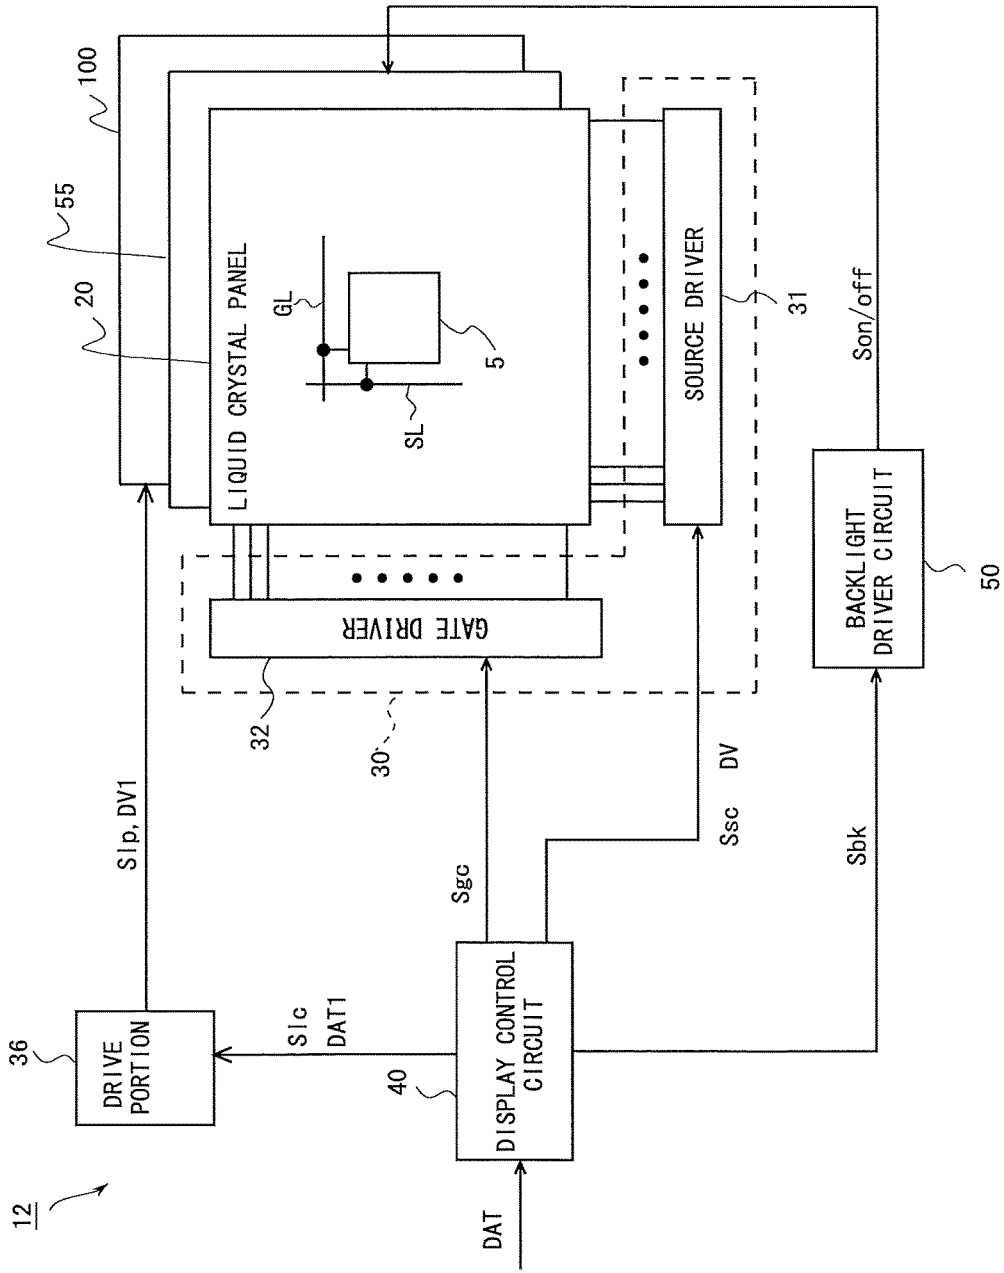 12
36
DRIVE
PORTION
Slp, DV1
100
55
20
Slc
DAT1
LIQUID CRYSTAL PANEL
GL
SL
5
32
GATE DRIVER
30
40
DAT
DISPLAY CONTROL
CIRCUIT
Sgc
Ssc DV
SOURCE DRIVER
31
Sbk
BACKLIGHT
DRIVER CIRCUIT
50
Son/off